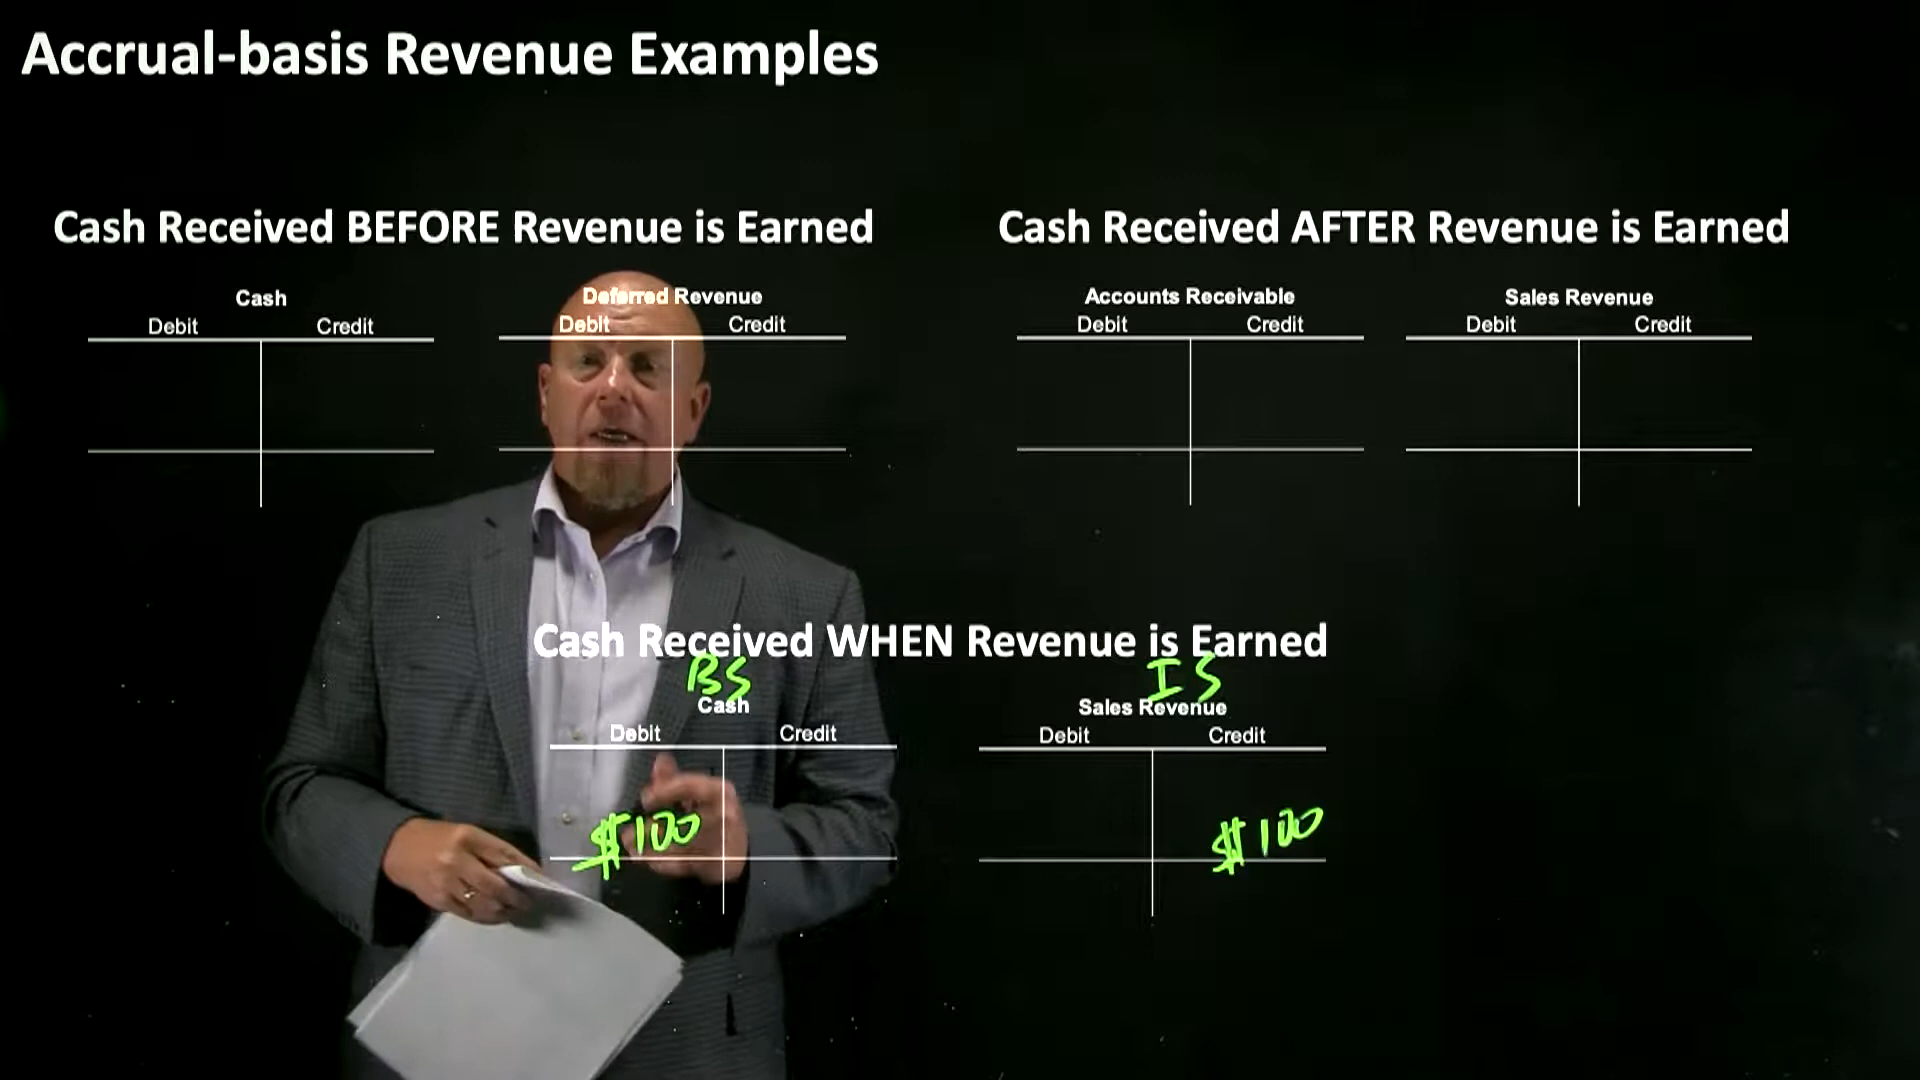 Accrual-basis Revenue Examples
Cash Received BEFORE Revenue is Earned
Cash
Debit Credit
Deferred Revenue
Debit Credit
Cash Received AFTER Revenue is Earned
Accounts Receivable
Debit Credit
Sales Revenue
Debit Credit
Cash Received WHEN Revenue is Earned
BS
Cash
Debit Credit
$100
IS
Sales Revenue
Debit Credit
$100